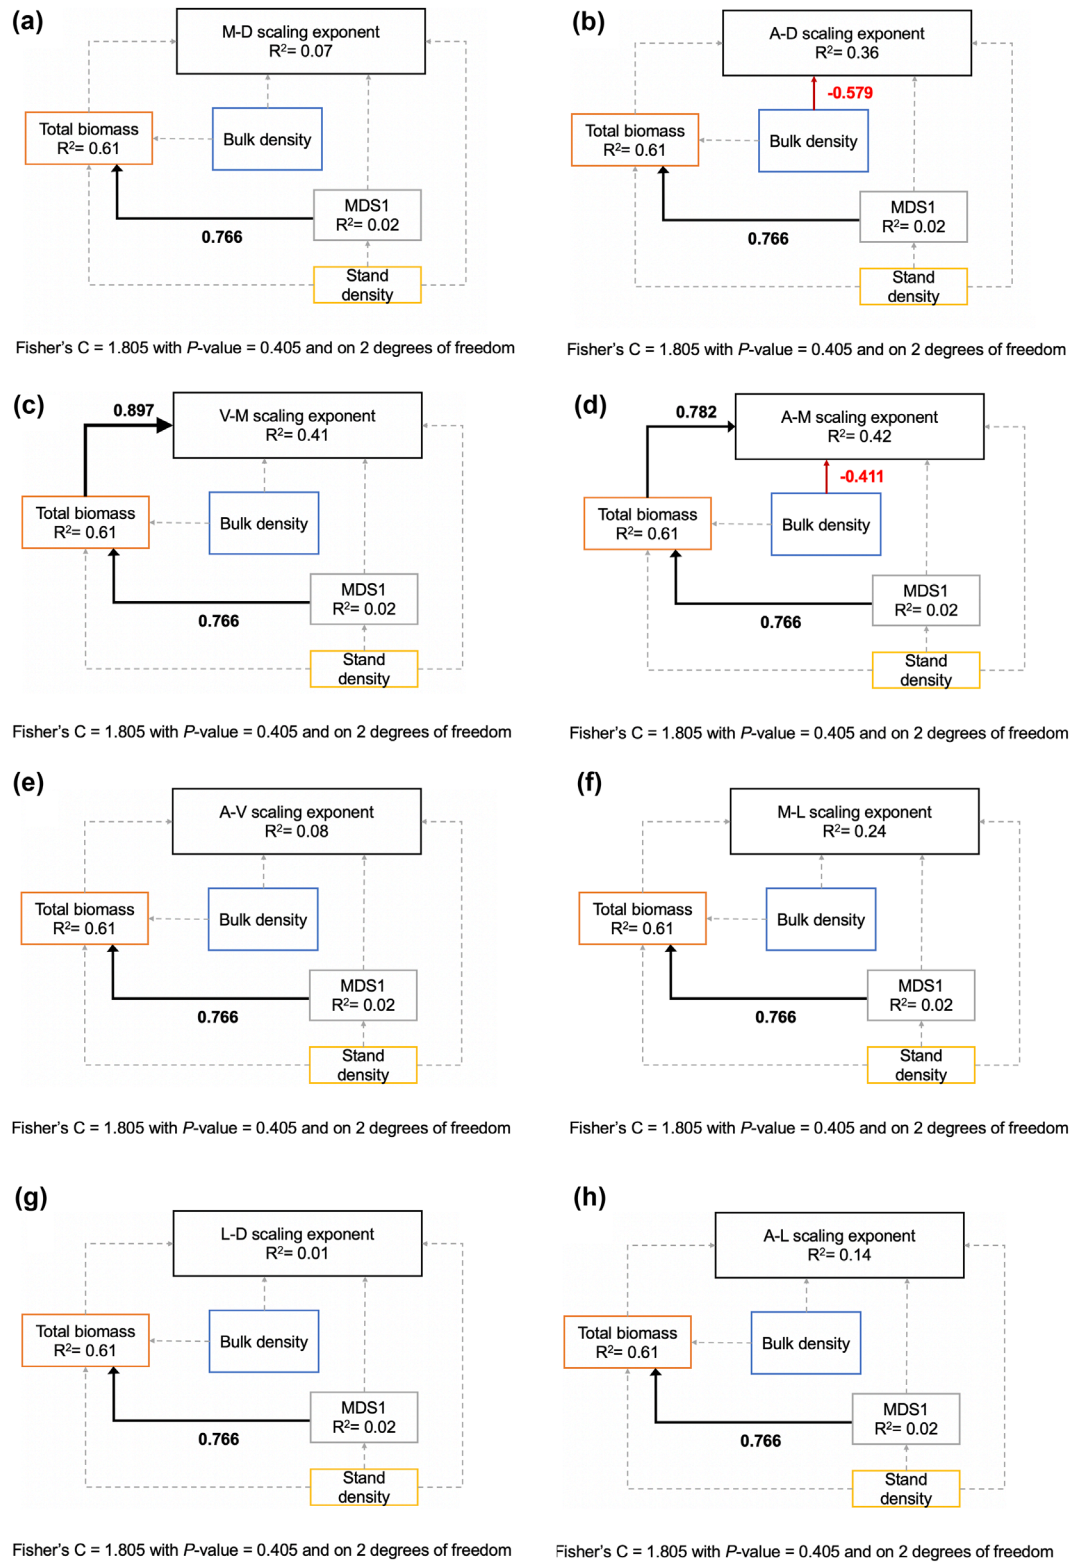 (a)
M-D scaling exponent
R²= 0.07
Total biomass
R²= 0.61
Bulk density
MDS1
R²= 0.02
0.766
Stand
density
Fisher's C = 1.805 with P-value = 0.405 and on 2 degrees of freedom
(b)
A-D scaling exponent
R²= 0.36
-0.579
Total biomass
R²= 0.61
Bulk density
MDS1
R²= 0.02
0.766
Stand
density
Fisher's C = 1.805 with P-value = 0.405 and on 2 degrees of freedom
(c)
0.897
V-M scaling exponent
R²= 0.41
Total biomass
R²= 0.61
Bulk density
MDS1
R²= 0.02
0.766
Stand
density
Fisher's C = 1.805 with P-value = 0.405 and on 2 degrees of freedom
(d)
0.782
A-M scaling exponent
R²= 0.42
-0.411
Total biomass
R²= 0.61
Bulk density
MDS1
R²= 0.02
0.766
Stand
density
Fisher's C = 1.805 with P-value = 0.405 and on 2 degrees of freedom
(e)
A-V scaling exponent
R²= 0.08
Total biomass
R²= 0.61
Bulk density
MDS1
R²= 0.02
0.766
Stand
density
Fisher's C = 1.805 with P-value = 0.405 and on 2 degrees of freedom
(f)
M-L scaling exponent
R²= 0.24
Total biomass
R²= 0.61
Bulk density
MDS1
R²= 0.02
0.766
Stand
density
Fisher's C = 1.805 with P-value = 0.405 and on 2 degrees of freedom
(g)
L-D scaling exponent
R²= 0.01
Total biomass
R²= 0.61
Bulk density
MDS1
R²= 0.02
0.766
Stand
density
Fisher's C = 1.805 with P-value = 0.405 and on 2 degrees of freedom
(h)
A-L scaling exponent
R²= 0.14
Total biomass
R²= 0.61
Bulk density
MDS1
R²= 0.02
0.766
Stand
density
Fisher's C = 1.805 with P-value = 0.405 and on 2 degrees of freedom